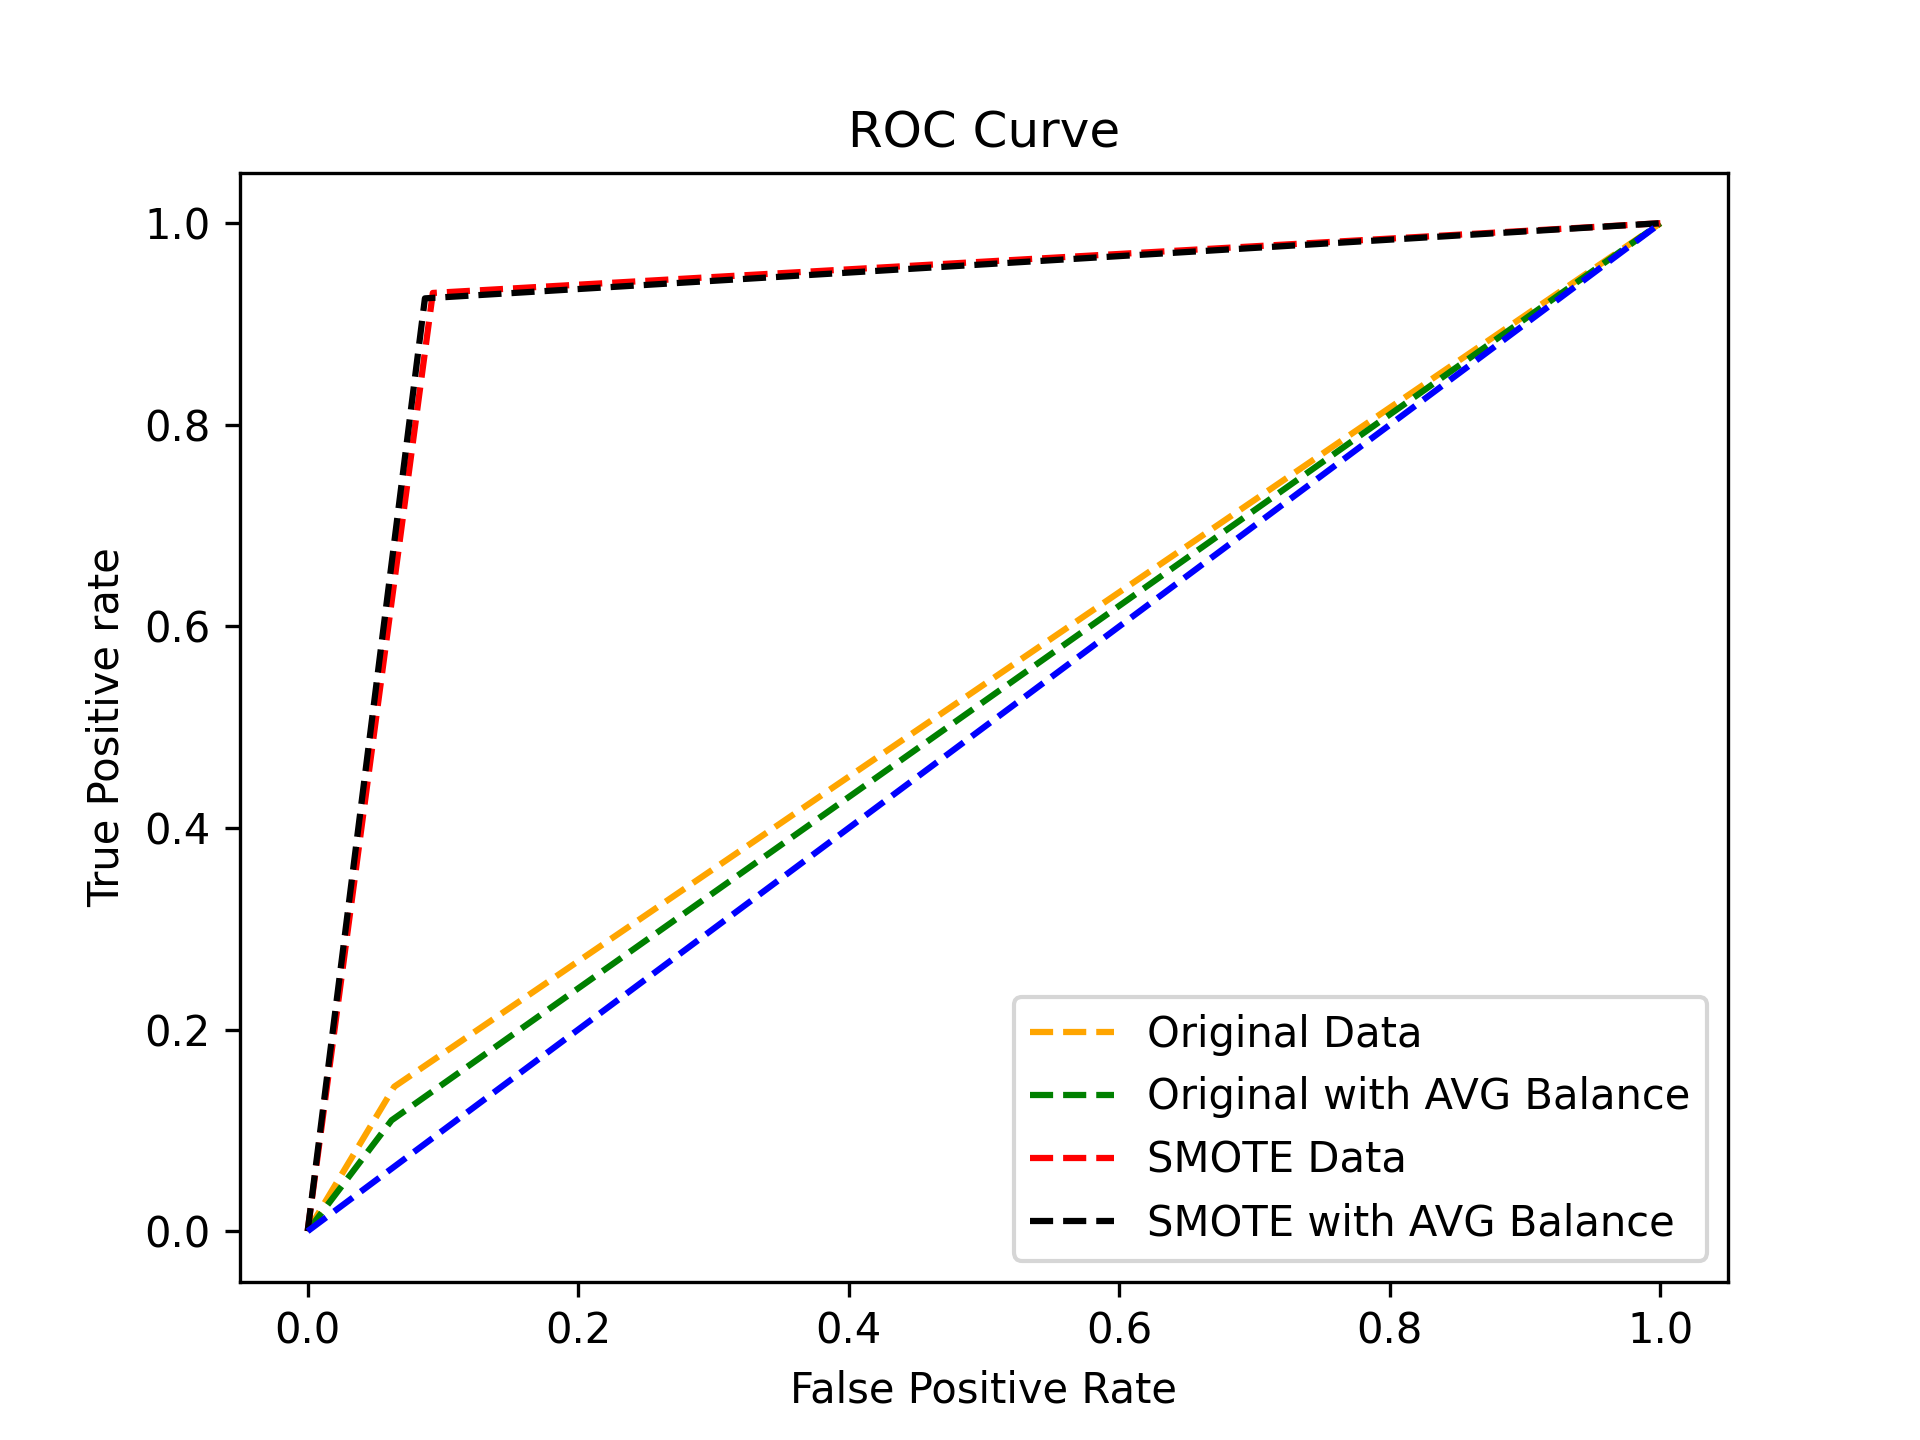 ROC Curve
True Positive rate
1.0
0.8
0.6
0.4
0.2
0.0
Original Data
Original with AVG Balance
SMOTE Data
SMOTE with AVG Balance
0.0 0.2 0.4 0.6 0.8 1.0
False Positive Rate